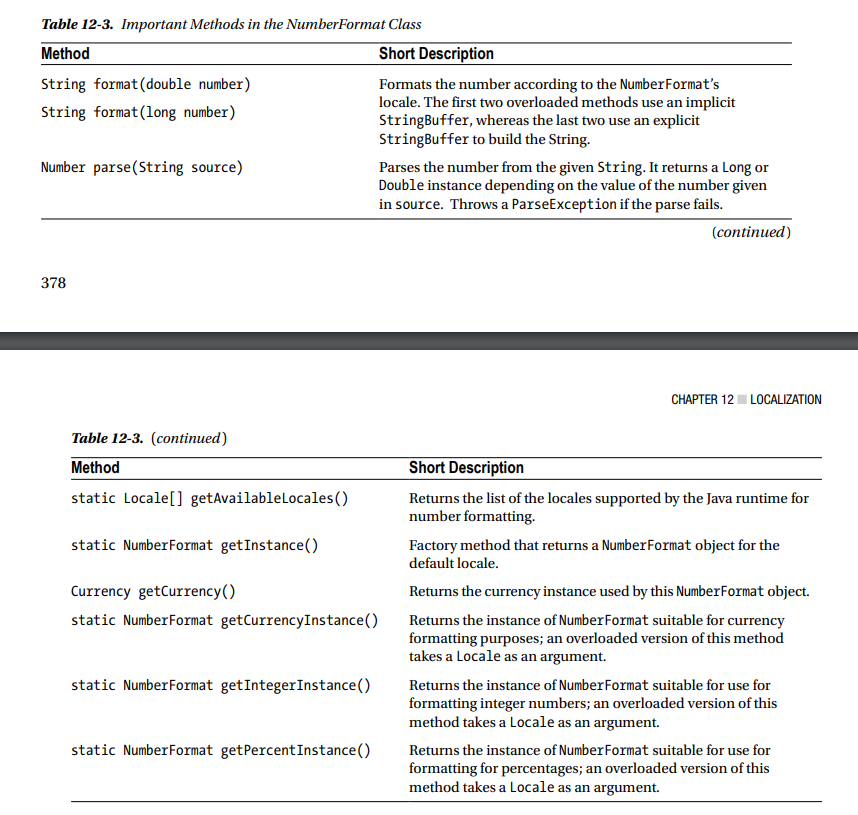 Table 12-3. Important Methods in the NumberFormat Class
Method Short Description
String format(double number) Formats the number according to the NumberFormat's
locale. The first two overloaded methods use an implicit
String format(long number) StringBuffer, whereas the last two use an explicit
StringBuffer to build the String.
Number parse(String source) Parses the number from the given String. It returns a Long or
Double instance depending on the value of the number given
in source. Throws a ParseException if the parse fails.
(continued)
378
CHAPTER 12 LOCALIZATION
Table 12-3. (continued)
Method Short Description
static Locale[] getAvailableLocales() Returns the list of the locales supported by the Java runtime for
number formatting.
static NumberFormat getInstance() Factory method that returns a NumberFormat object for the
default locale.
Currency getCurrency() Returns the currency instance used by this NumberFormat object.
static NumberFormat getCurrencyInstance() Returns the instance of NumberFormat suitable for currency
formatting purposes; an overloaded version of this method
takes a Locale as an argument.
static NumberFormat getIntegerInstance() Returns the instance of NumberFormat suitable for use for
formatting integer numbers; an overloaded version of this
method takes a Locale as an argument.
static NumberFormat getPercentInstance() Returns the instance of NumberFormat suitable for use for
formatting for percentages; an overloaded version of this
method takes a Locale as an argument.